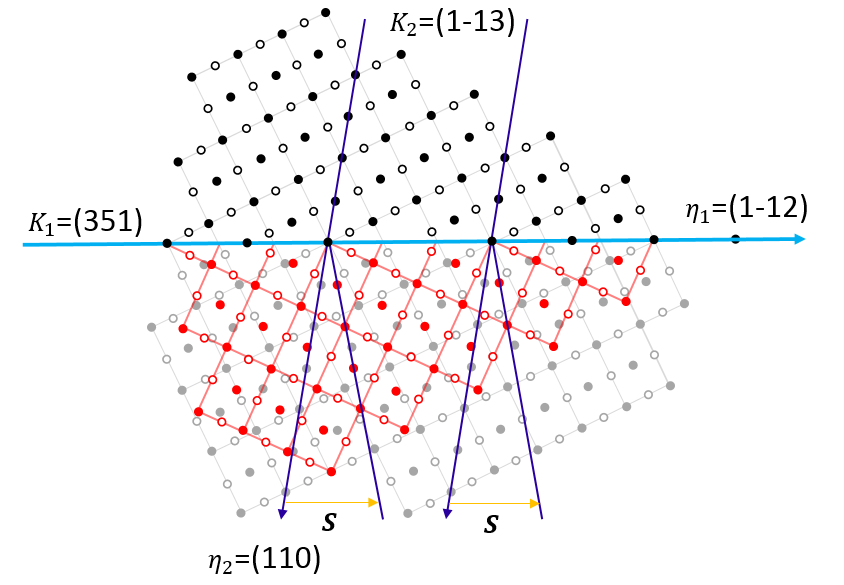 K₂=(1-13)
K₁=(351)
η₁=(1-12)
s
s
η₂=(110)